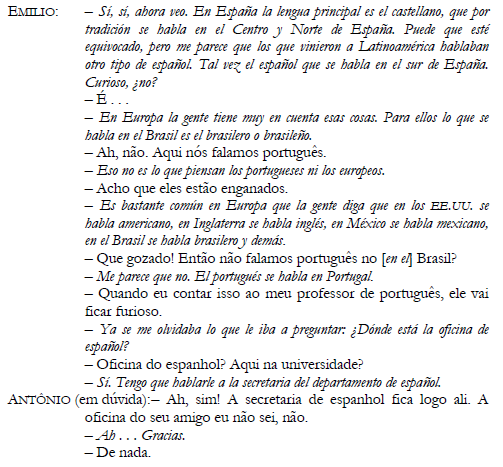 EMILIO: – Sí, sí, ahora veo. En España la lengua principal es el castellano, que por
tradición se habla en el Centro y Norte de España. Puede que esté
equivocado, pero me parece que los que vinieron a Latinoamérica hablaban
otro tipo de español. Tal vez el español que se habla en el sur de España.
Curioso, ¿no?
– É . . .
– En Europa la gente tiene muy en cuenta esas cosas. Para ellos lo que se
habla en el Brasil es el brasilero o brasileño.
– Ah, não. Aqui nós falamos português.
– Eso no es lo que piensan los portugueses ni los europeos.
– Acho que eles estão enganados.
– Es bastante común en Europa que la gente diga que en los EE.UU. se
habla americano, en Inglaterra se habla inglés, en México se habla mexicano,
en el Brasil se habla brasilero y demás.
– Que gozado! Então não falamos português no [en el] Brasil?
– Me parece que no. El portugués se habla en Portugal.
– Quando eu contar isso ao meu professor de português, ele vai
ficar furioso.
– Ya se me olvidaba lo que le iba a preguntar: ¿Dónde está la oficina de
español?
– Oficina do espanhol? Aqui na universidade?
– Sí. Tengo que hablarle a la secretaria del departamento de español.
ANTÓNIO (em dúvida):– Ah, sim! A secretaria de espanhol fica logo ali. A
oficina do seu amigo eu não sei, não.
– Ah . . . Gracias.
– De nada.